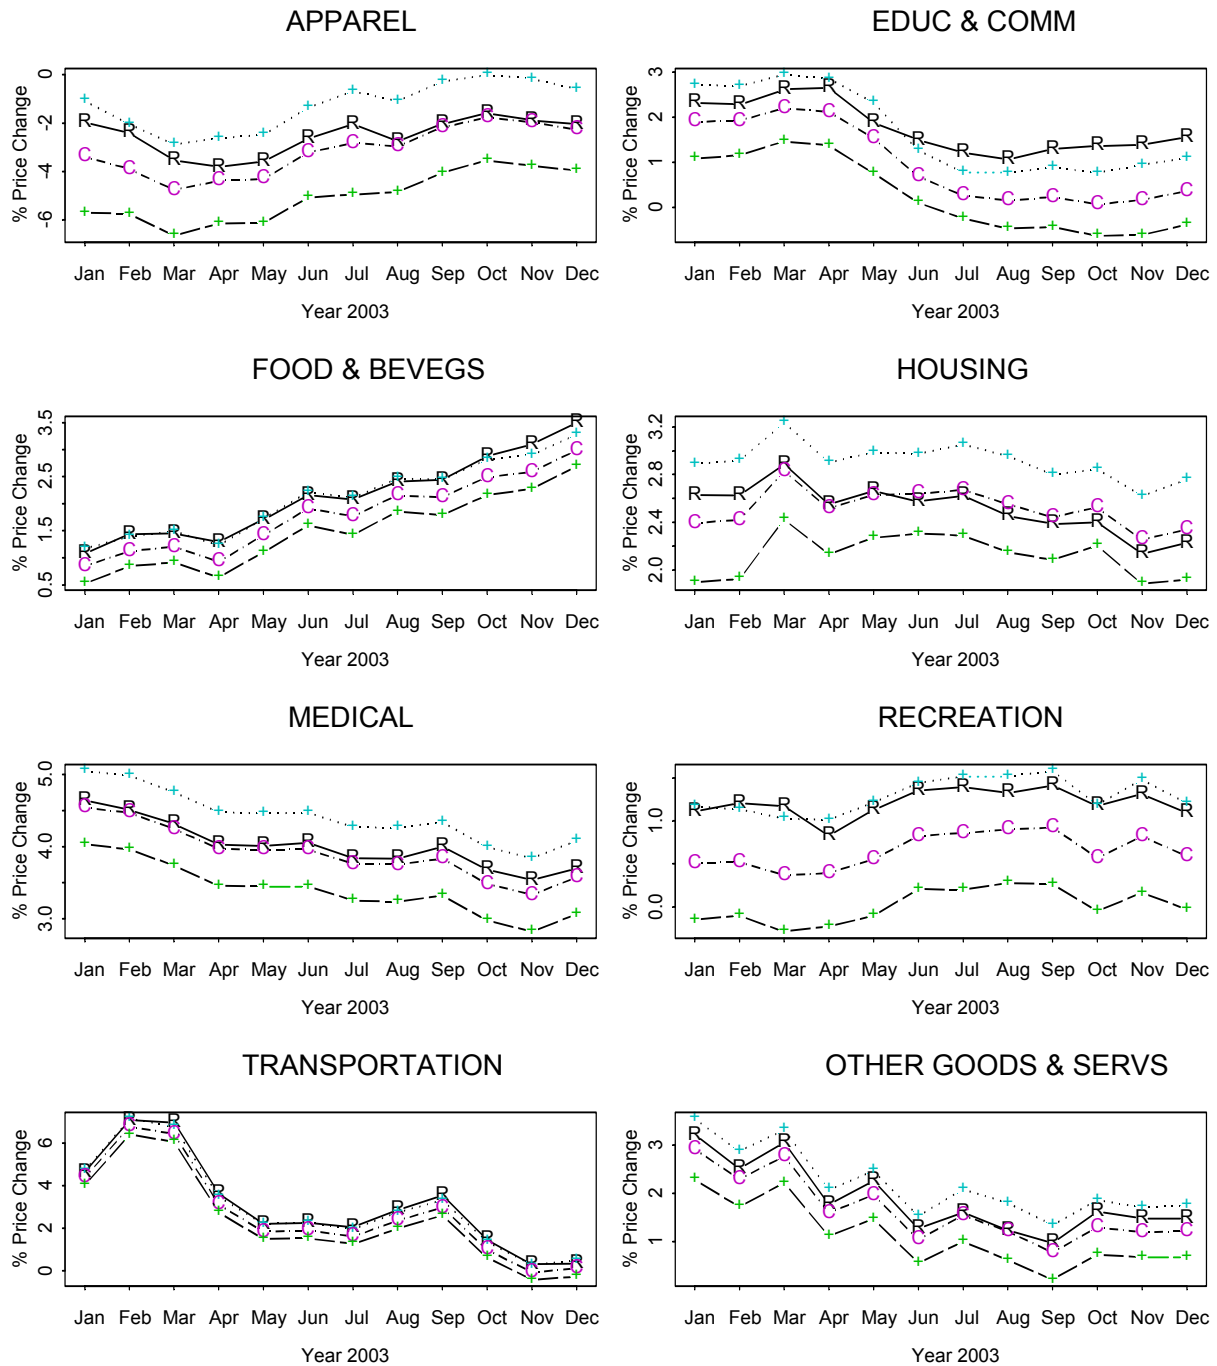 APPAREL
% Price Change
0
-2
-4
-6
R R R R R R R R R R R R
C C C C C C C C C C C C
Jan Feb Mar Apr May Jun Jul Aug Sep Oct Nov Dec
Year 2003
EDUC & COMM
% Price Change
3
2
1
0
R R R R R R R R R R R R
C C C C C C C C C C C C
Jan Feb Mar Apr May Jun Jul Aug Sep Oct Nov Dec
Year 2003
FOOD & BEVEGS
% Price Change
3.5
2.5
1.5
0.5
R R R R R R R R R R R R
C C C C C C C C C C C C
Jan Feb Mar Apr May Jun Jul Aug Sep Oct Nov Dec
Year 2003
HOUSING
% Price Change
3.2
2.8
2.4
2.0
R R R R R R R R R R R R
C C C C C C C C C C C C
Jan Feb Mar Apr May Jun Jul Aug Sep Oct Nov Dec
Year 2003
MEDICAL
% Price Change
5.0
4.0
3.0
R R R R R R R R R R R R
C C C C C C C C C C C C
Jan Feb Mar Apr May Jun Jul Aug Sep Oct Nov Dec
Year 2003
RECREATION
% Price Change
1.0
0.0
R R R R R R R R R R R R
C C C C C C C C C C C C
Jan Feb Mar Apr May Jun Jul Aug Sep Oct Nov Dec
Year 2003
TRANSPORTATION
% Price Change
6
4
2
0
R R R R R R R R R R R R
C C C C C C C C C C C C
Jan Feb Mar Apr May Jun Jul Aug Sep Oct Nov Dec
Year 2003
OTHER GOODS & SERVS
% Price Change
3
2
1
R R R R R R R R R R R R
C C C C C C C C C C C C
Jan Feb Mar Apr May Jun Jul Aug Sep Oct Nov Dec
Year 2003